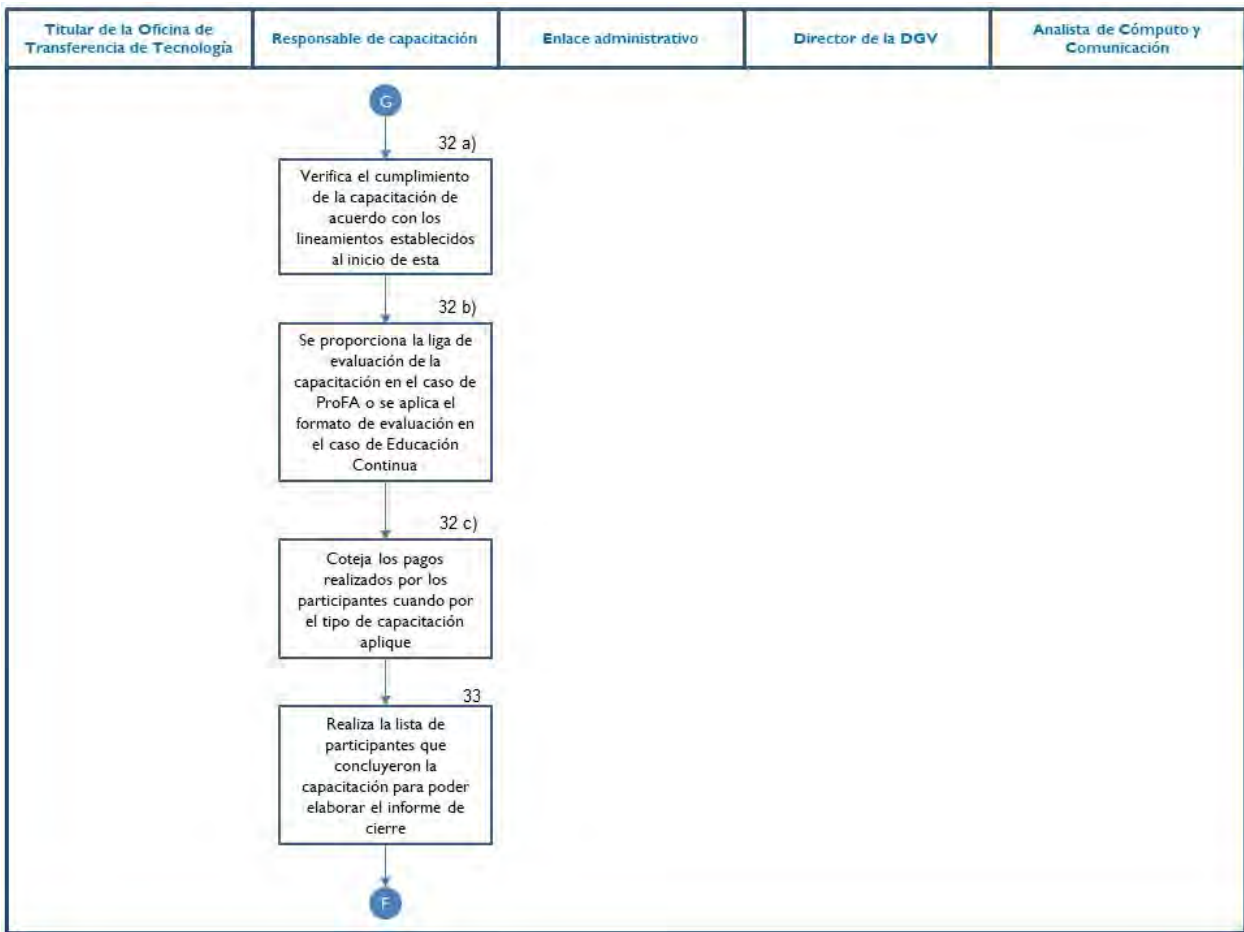 Titular de la Oficina de
Transferencia de Tecnología
Responsable de capacitación
Enlace administrativo
Director de la DGV
Analista de Cómputo y
Comunicación
G
32 a)
Verifica el cumplimiento
de la capacitación de
acuerdo con los
lineamientos establecidos
al inicio de esta
32 b)
Se proporciona la liga de
evaluación de la
capacitación en el caso de
ProFA o se aplica el
formato de evaluación en
el caso de Educación
Continua
32 c)
Coteja los pagos
realizados por los
participantes cuando por
el tipo de capacitación
aplique
33
Realiza la lista de
participantes que
concluyeron la
capacitación para poder
elaborar el informe de
cierre
F